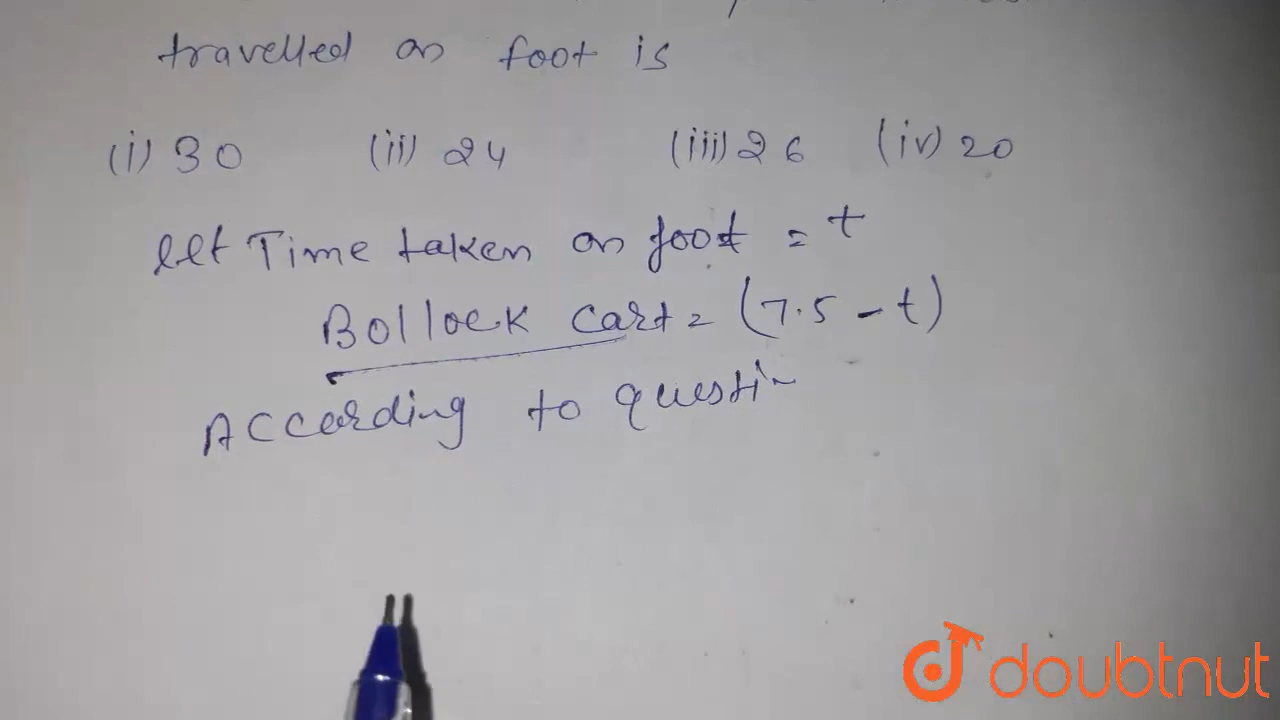 travelled on foot is
(i) 30 (ii) 24 (iii) 26 (iv) 20
let Time taken on foot = t
Bollock cart = (7.5 - t)
According to questin
doubtnut